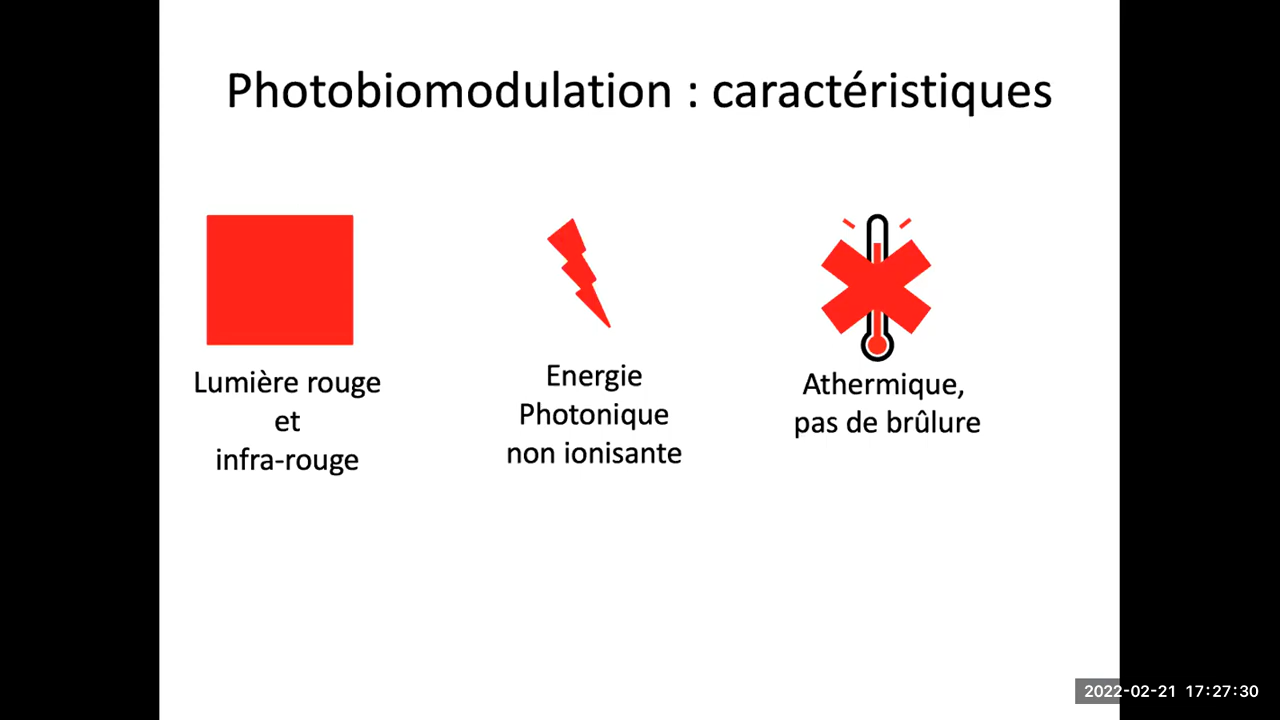 Photobiomodulation : caractéristiques
Lumière rouge
et
infra-rouge
Energie
Photonique
non ionisante
Athermique,
pas de brûlure
2022-02-21 17:27:30